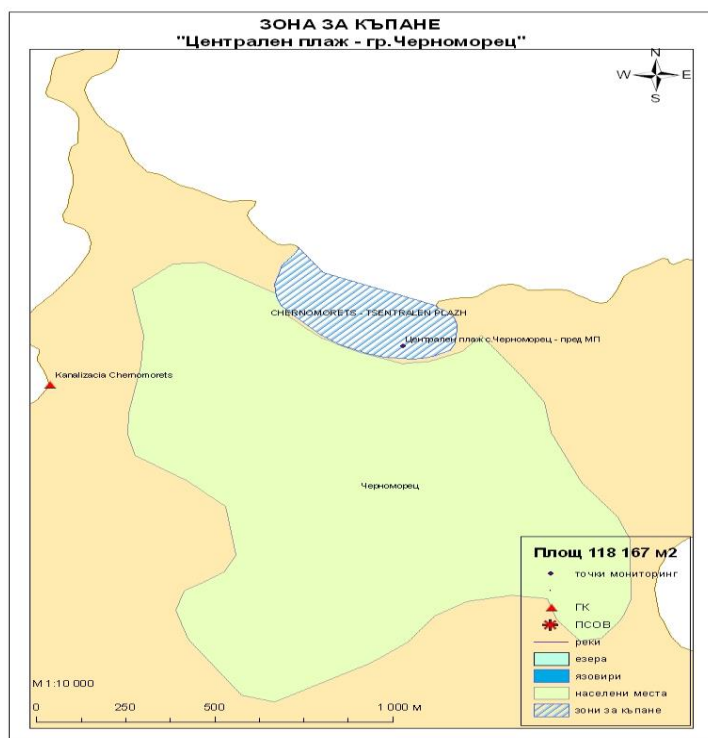 ЗОНА ЗА КЪПАНЕ
"Централен плаж - гр.Черноморец"
N
W E
S
CHERNOMORETS - TSENTRALEN PLAZH
Централен плаж с.Черноморец - пред МП
Kanalizacia Chernomorets
Черноморец
Площ 118 167 м2
точки мониторинг
ГК
ПСОВ
реки
езера
язовири
населени места
зони за къпане
М 1:10 000
0 250 500 1 000 М